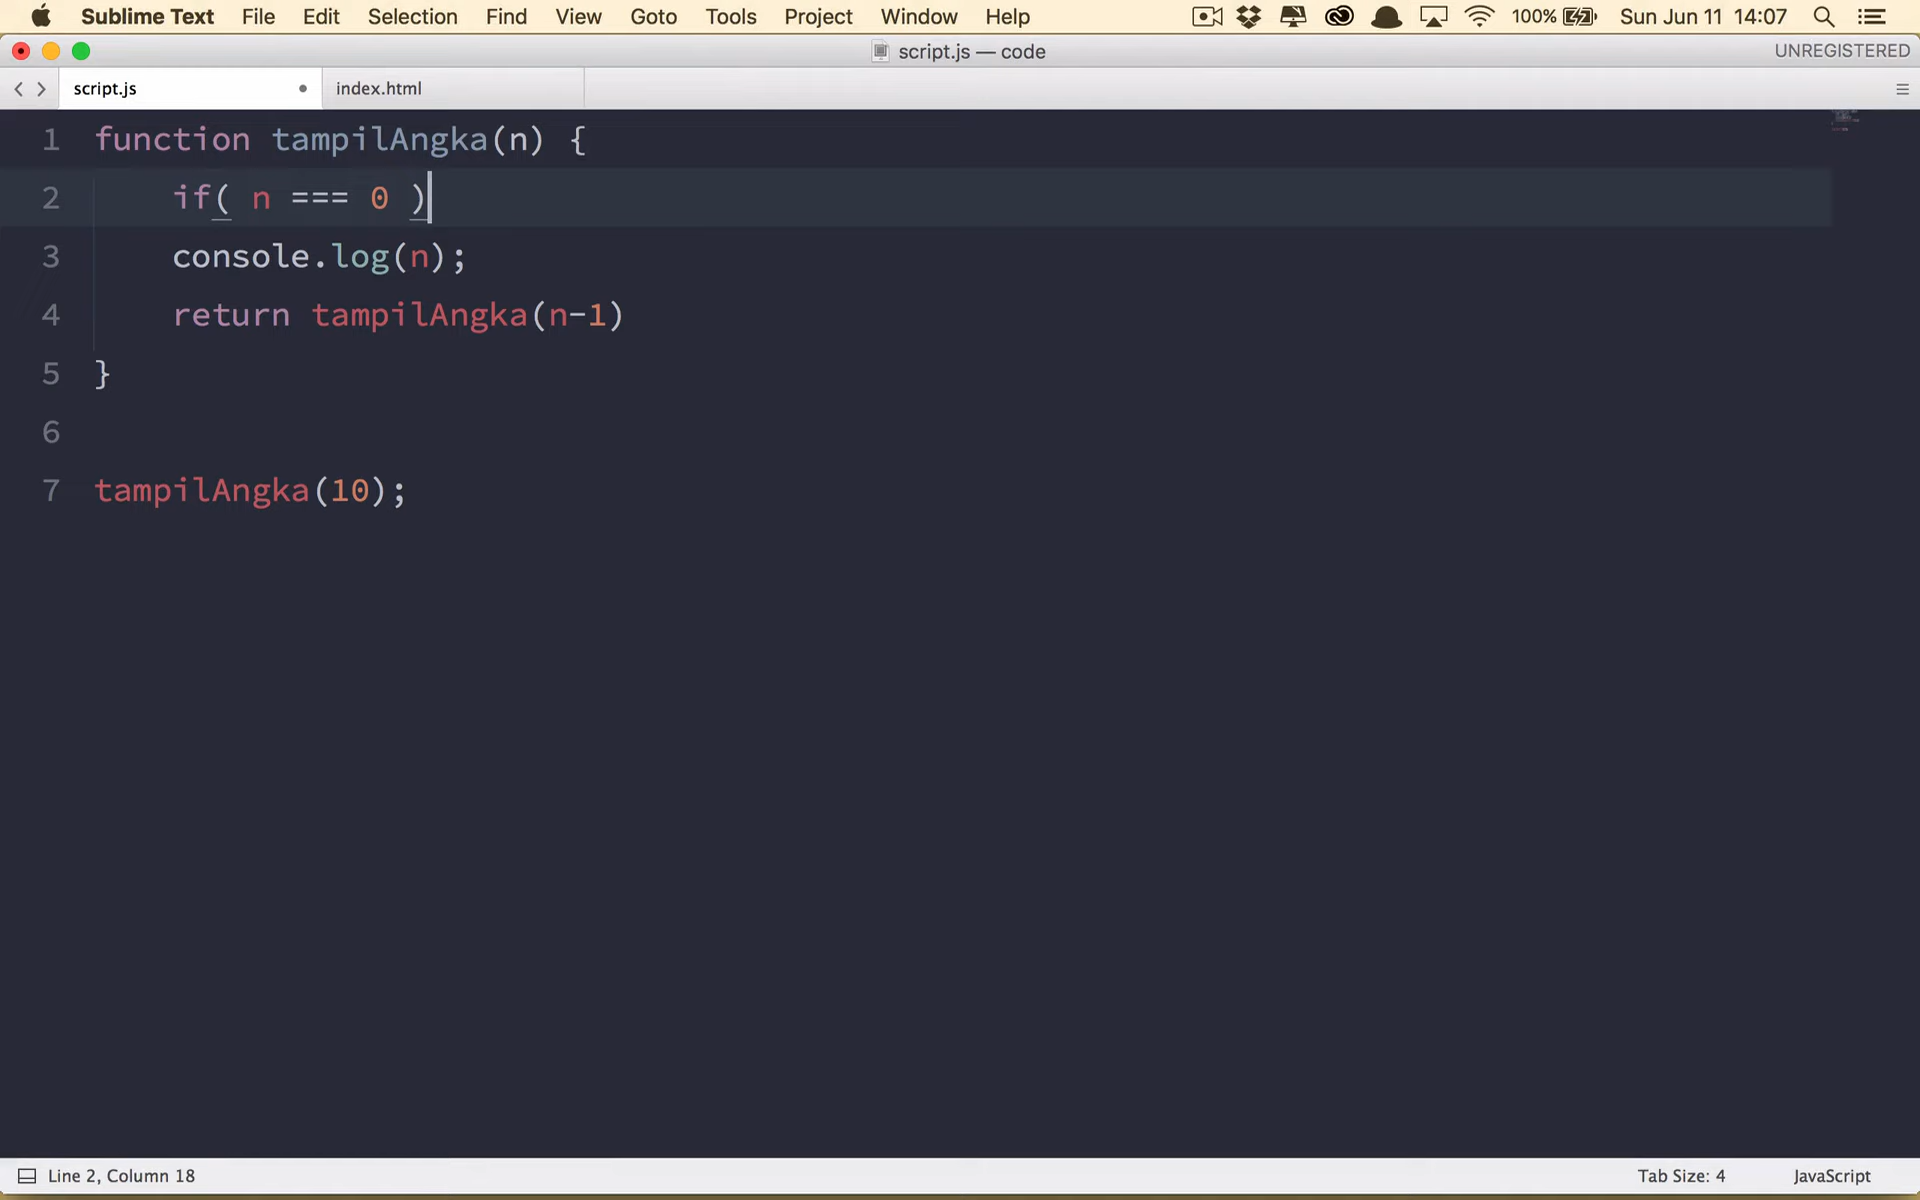 Sublime Text File Edit Selection Find View Goto Tools Project Window Help 100% Sun Jun 11 14:07
script.js — code UNREGISTERED
script.js index.html
1 function tampilAngka(n) {
2 if( n === 0 )
3 console.log(n);
4 return tampilAngka(n-1)
5 }
6
7 tampilAngka(10);
Line 2, Column 18 Tab Size: 4 JavaScript